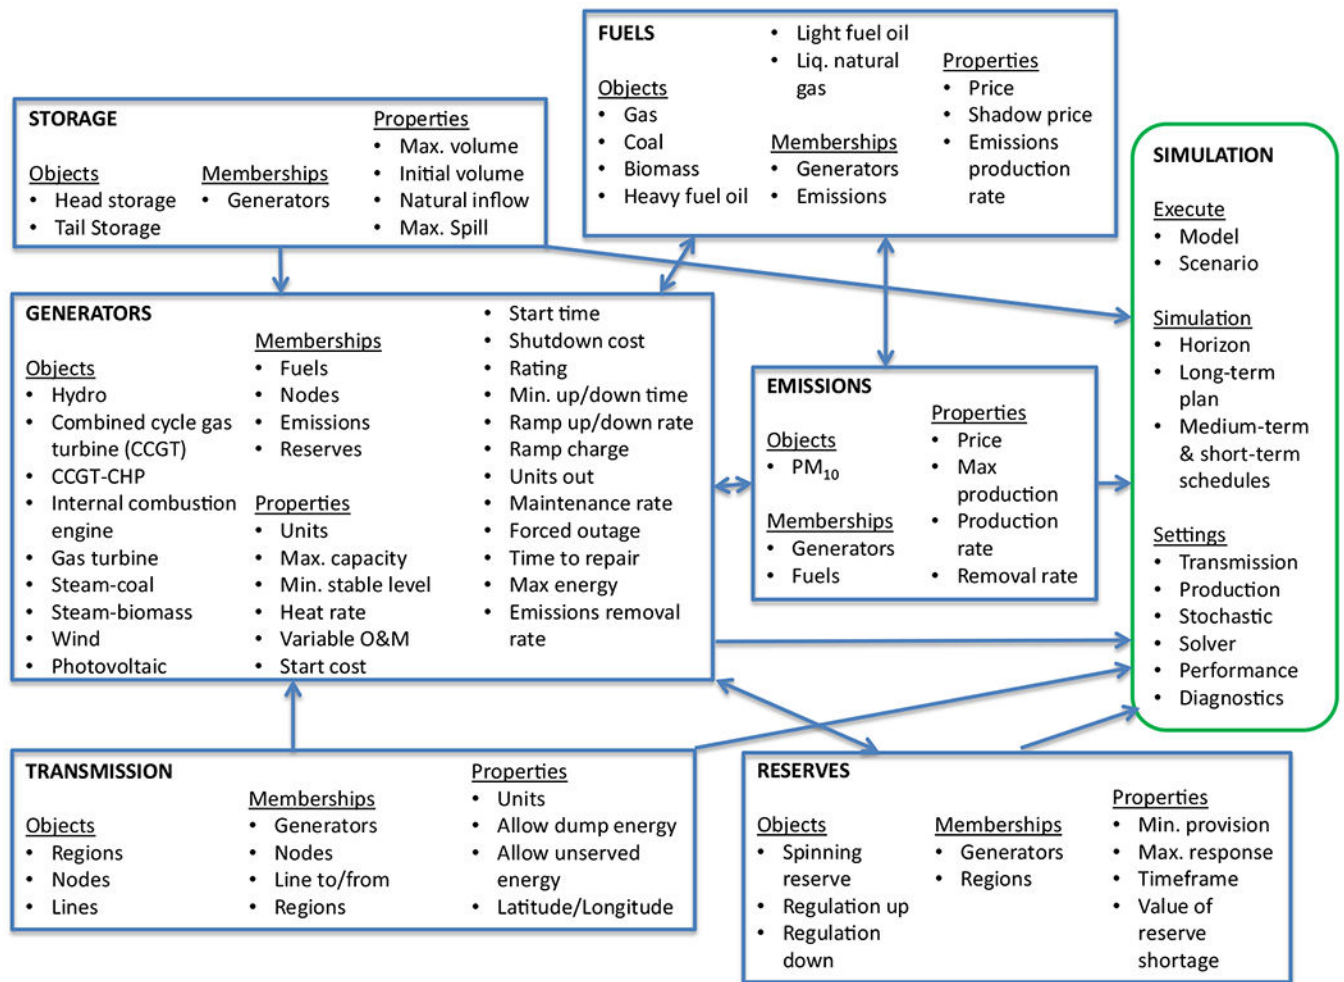 FUELS
Objects
• Gas
• Coal
• Biomass
• Heavy fuel oil
• Light fuel oil
• Liq. natural
gas
Memberships
• Generators
• Emissions
Properties
• Price
• Shadow price
• Emissions
production
rate
STORAGE
Objects
• Head storage
• Tail Storage
Memberships
• Generators
Properties
• Max. volume
• Initial volume
• Natural inflow
• Max. Spill
SIMULATION
Execute
• Model
• Scenario
Simulation
• Horizon
• Long-term
plan
• Medium-term
& short-term
schedules
Settings
• Transmission
• Production
• Stochastic
• Solver
• Performance
• Diagnostics
GENERATORS
Objects
• Hydro
• Combined cycle gas
turbine (CCGT)
• CCGT-CHP
• Internal combustion
engine
• Gas turbine
• Steam-coal
• Steam-biomass
• Wind
• Photovoltaic
Memberships
• Fuels
• Nodes
• Emissions
• Reserves
Properties
• Units
• Max. capacity
• Min. stable level
• Heat rate
• Variable O&M
• Start cost
• Start time
• Shutdown cost
• Rating
• Min. up/down time
• Ramp up/down rate
• Ramp charge
• Units out
• Maintenance rate
• Forced outage
• Time to repair
• Max energy
• Emissions removal
rate
EMISSIONS
Objects
• PM10
Memberships
• Generators
• Fuels
Properties
• Price
• Max
production
• Production
rate
• Removal rate
TRANSMISSION
Objects
• Regions
• Nodes
• Lines
Memberships
• Generators
• Nodes
• Line to/from
• Regions
Properties
• Units
• Allow dump energy
• Allow unserved
energy
• Latitude/Longitude
RESERVES
Objects
• Spinning
reserve
• Regulation up
• Regulation
down
Memberships
• Generators
• Regions
Properties
• Min. provision
• Max. response
• Timeframe
• Value of
reserve
shortage